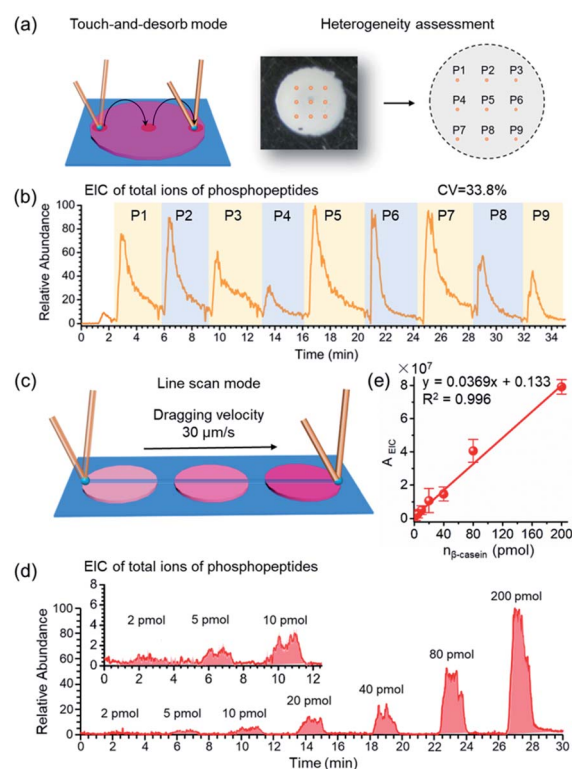 (a)
Touch-and-desorb mode
Heterogeneity assessment
P1 P2 P3
P4 P5 P6
P7 P8 P9
(b)
EIC of total ions of phosphopeptides CV=33.8%
P1 P2 P3 P4 P5 P6 P7 P8 P9
Relative Abundance
100
80
60
40
20
0
0 2 4 6 8 10 12 14 16 18 20 22 24 26 28 30 32 34
Time (min)
(c)
Line scan mode
Dragging velocity
30 μm/s
(e)
×10⁷
y = 0.0369x + 0.133
R² = 0.996
A EIC
8
6
4
2
0
0 40 80 120 160 200
nβ-casein (pmol)
(d)
EIC of total ions of phosphopeptides
8
6
4
2
0
2 pmol 5 pmol 10 pmol
0 2 4 6 8 10 12
Relative Abundance
100
80
60
40
20
0
2 pmol 5 pmol 10 pmol 20 pmol 40 pmol 80 pmol 200 pmol
0 2 4 6 8 10 12 14 16 18 20 22 24 26 28 30
Time (min)